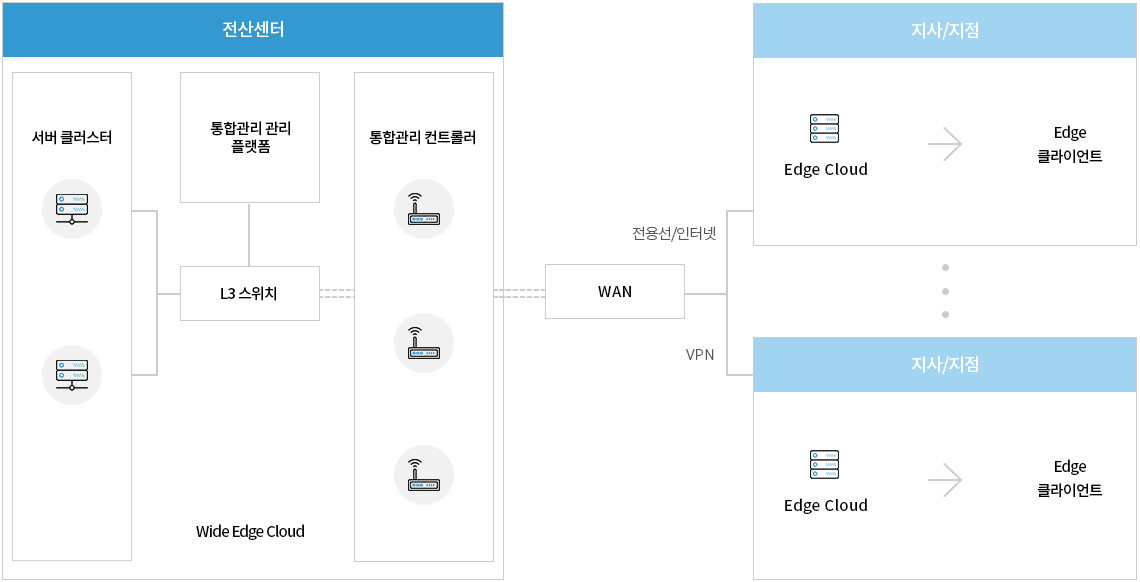 전산센터
서버 클러스터
통합관리 관리
플랫폼
통합관리 컨트롤러
L3 스위치
Wide Edge Cloud
WAN
전용선/인터넷
VPN
지사/지점
Edge Cloud
Edge
클라이언트
지사/지점
Edge Cloud
Edge
클라이언트